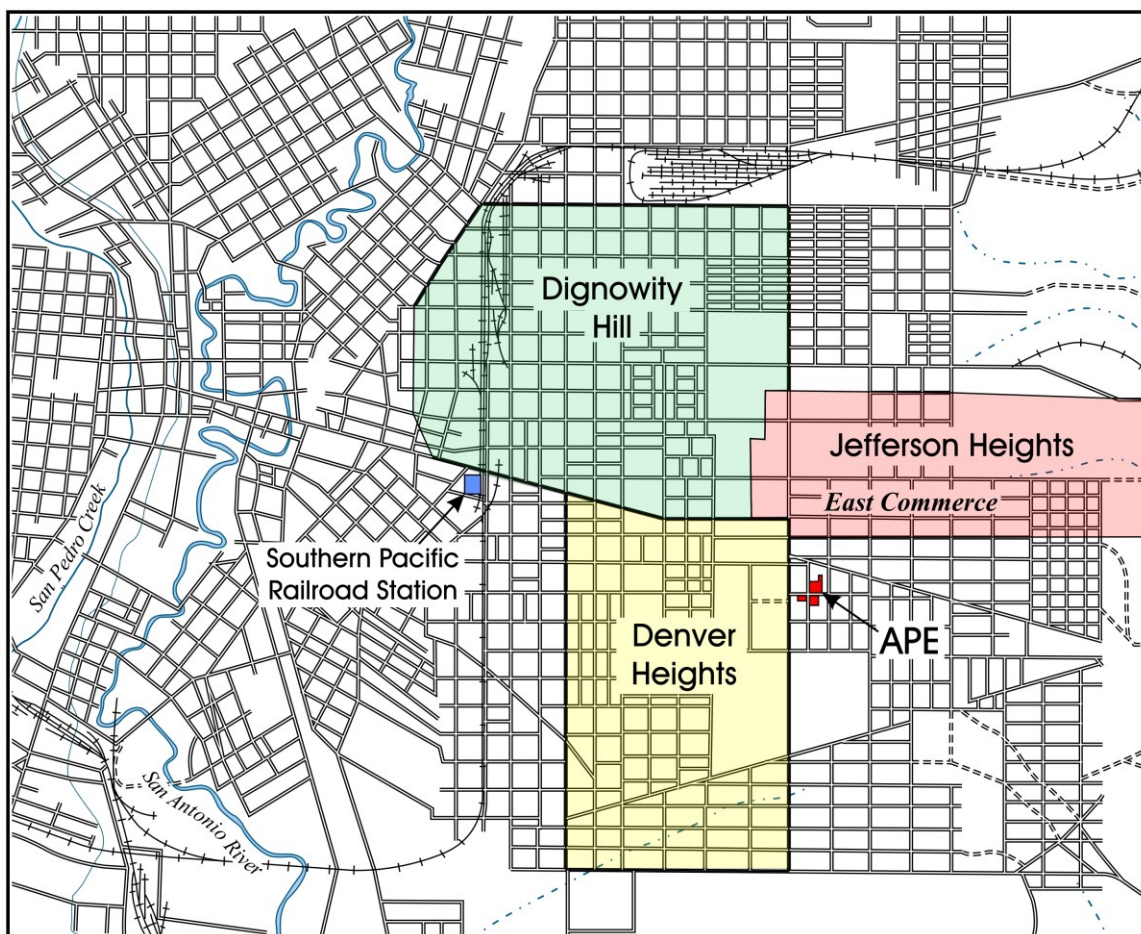 Dignowity
Hill
Jefferson Heights
East Commerce
San Pedro Creek
Southern Pacific
Railroad Station
Denver
Heights
APE
San Antonio River